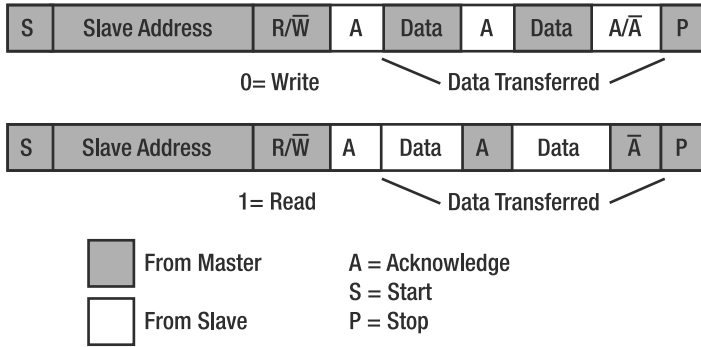 S Slave Address R/W̅ A Data A Data A/A̅ P
0= Write Data Transferred
S Slave Address R/W̅ A Data A Data A̅ P
1= Read Data Transferred
From Master A = Acknowledge
S = Start
From Slave P = Stop